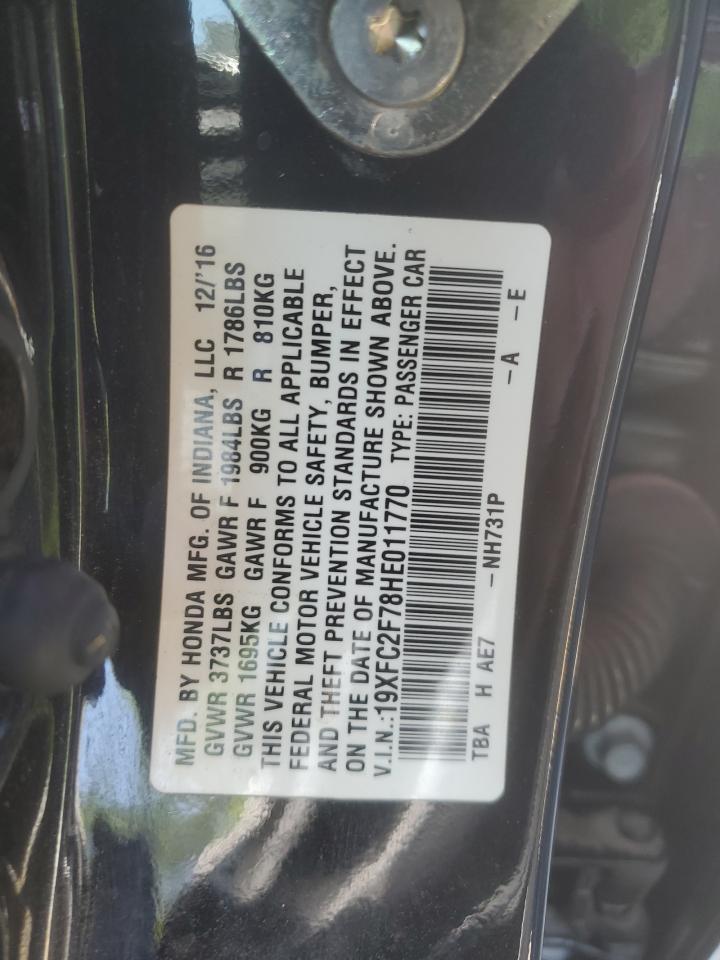 MFD. BY HONDA MFG. OF INDIANA, LLC 12/'16
GVWR 3737LBS GAWR F 1984LBS R 1786LBS
GVWR 1695KG GAWR F 900KG R 810KG
THIS VEHICLE CONFORMS TO ALL APPLICABLE
FEDERAL MOTOR VEHICLE SAFETY, BUMPER,
AND THEFT PREVENTION STANDARDS IN EFFECT
ON THE DATE OF MANUFACTURE SHOWN ABOVE.
V.I.N.:19XFC2F78HE011770 TYPE: PASSENGER CAR
TBA H AE7 -NH731P -A -E